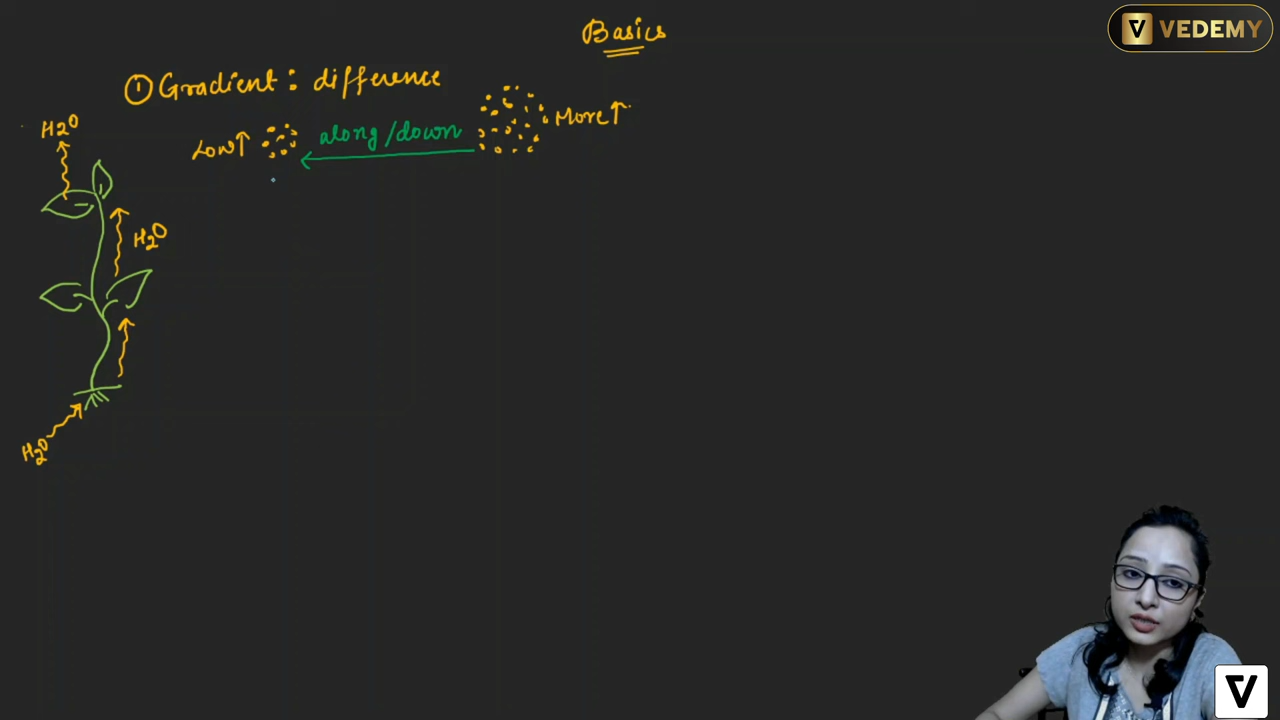 Basics
VEDEMY
① Gradient : difference
More↑
along/down
Low↑
H2O
H2O
H2O